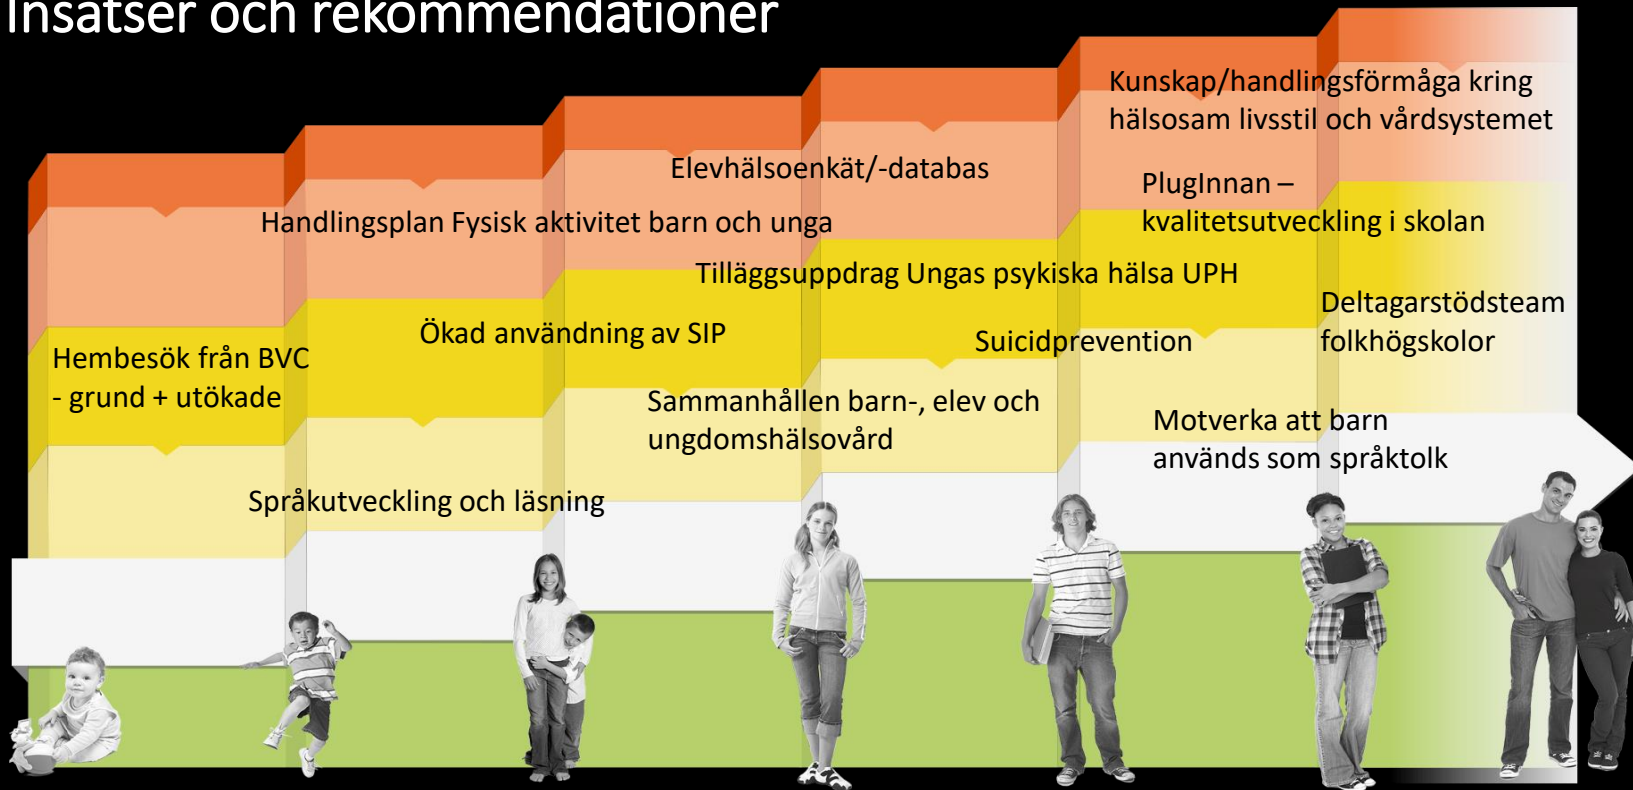 Insatser och rekommendationer
Kunskap/handlingsförmåga kring
hälsosam livsstil och vårdsystemet
Elevhälsoenkät/-databas
PlugInnan –
kvalitetsutveckling i skolan
Handlingsplan Fysisk aktivitet barn och unga
Tilläggsuppdrag Ungas psykiska hälsa UPH
Deltagarstödsteam
folkhögskolor
Ökad användning av SIP
Suicidprevention
Hembesök från BVC
- grund + utökade
Sammanhållen barn-, elev och
ungdomshälsovård
Motverka att barn
används som språktolk
Språkutveckling och läsning